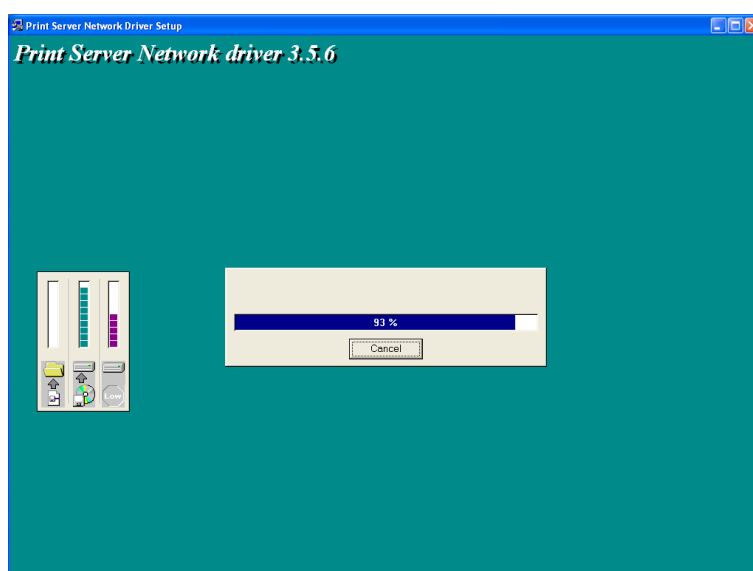 Print Server Network Driver Setup
Print Server Network driver 3.5.6
93 %
Cancel
Low